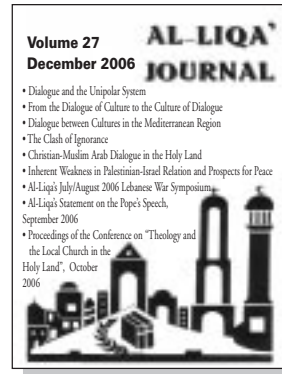 Volume 27
December 2006
AL-LIQA'
JOURNAL
• Dialogue and the Unipolar System
• From the Dialogue of Culture to the Culture of Dialogue
• Dialogue between Cultures in the Mediterranean Region
• The Clash of Ignorance
• Christian-Muslim Arab Dialogue in the Holy Land
• Inherent Weakness in Palestinian-Israel Relation and Prospects for Peace
• Al-Liqa's July/August 2006 Lebanese War Symposium
• Al-Liqa's Statement on the Pope's Speech,
September 2006
• Proceedings of the Conference on "Theology and
the Local Church in the
Holy Land", October
2006